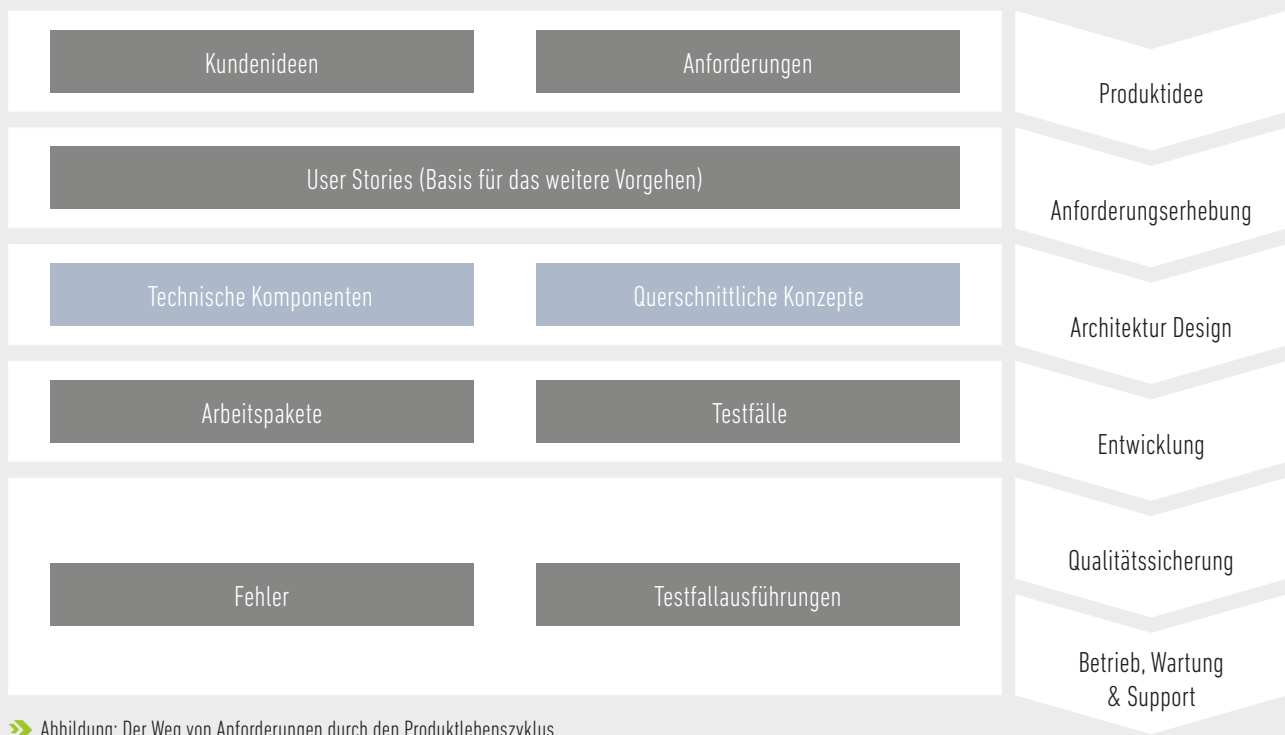 Kundenideen
Anforderungen
Produktidee
User Stories (Basis für das weitere Vorgehen)
Anforderungserhebung
Technische Komponenten
Querschnittliche Konzepte
Architektur Design
Arbeitspakete
Testfälle
Entwicklung
Qualitätssicherung
Fehler
Testfallausführungen
Betrieb, Wartung
& Support
Abbildung: Der Weg von Anforderungen durch den Produktlebenszyklus